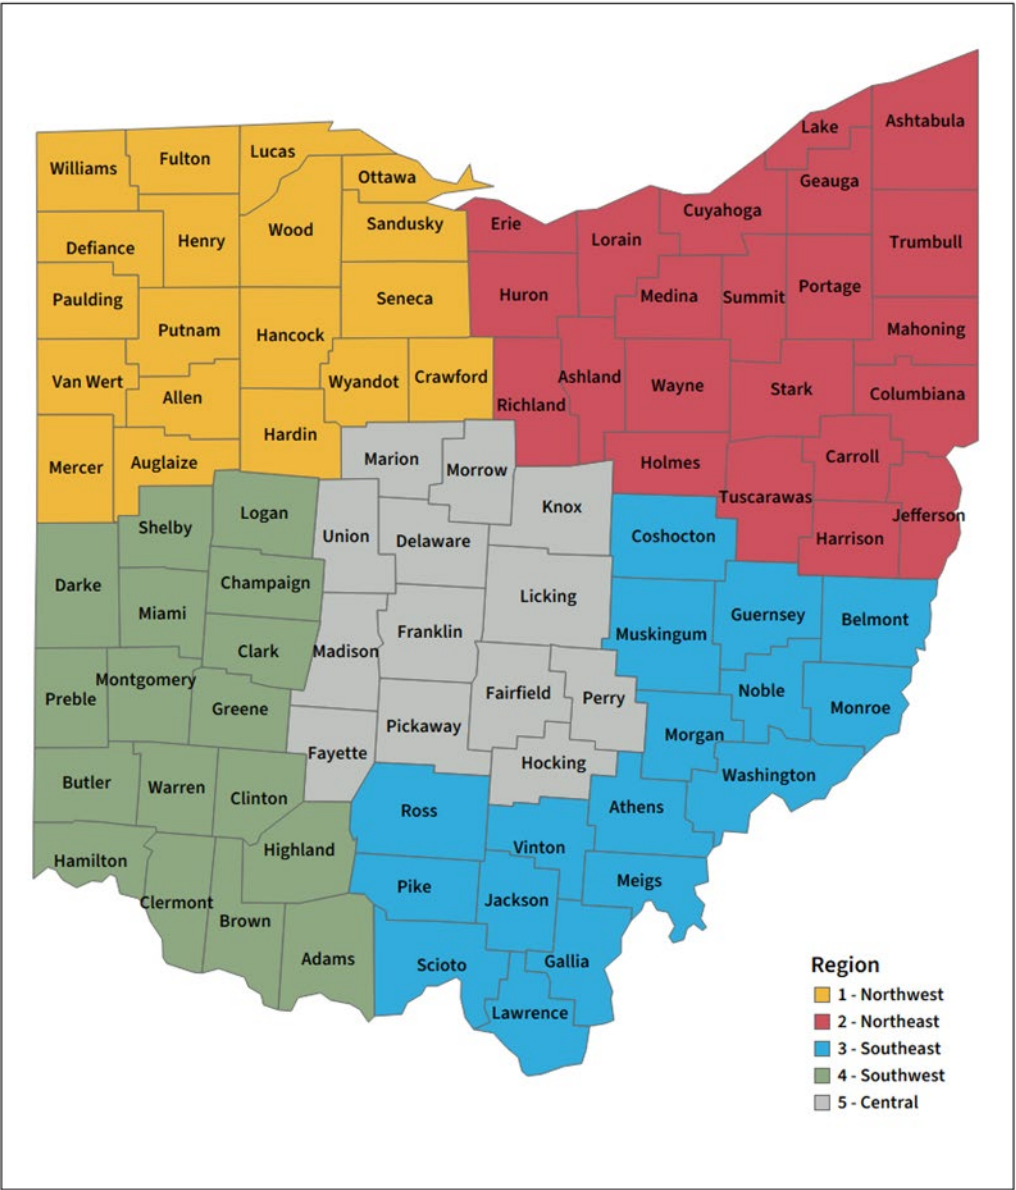 Lake
Ashtabula
Williams
Fulton
Lucas
Ottawa
Geauga
Cuyahoga
Erie
Sandusky
Wood
Henry
Defiance
Lorain
Trumbull
Paulding
Seneca
Huron
Medina
Summit
Portage
Putnam
Hancock
Mahoning
Van Wert
Allen
Wyandot
Crawford
Ashland
Richland
Wayne
Stark
Columbiana
Hardin
Mercer
Auglaize
Marion
Morrow
Holmes
Carroll
Tuscarawas
Jefferson
Harrison
Knox
Logan
Shelby
Union
Delaware
Coshocton
Darke
Champaign
Miami
Licking
Guernsey
Belmont
Franklin
Muskingum
Clark
Madison
Montgomery
Preble
Greene
Fairfield
Perry
Noble
Monroe
Pickaway
Morgan
Fayette
Hocking
Washington
Butler
Warren
Clinton
Ross
Athens
Highland
Vinton
Hamilton
Pike
Jackson
Meigs
Clermont
Brown
Adams
Scioto
Gallia
Lawrence
Region
1 - Northwest
2 - Northeast
3 - Southeast
4 - Southwest
5 - Central